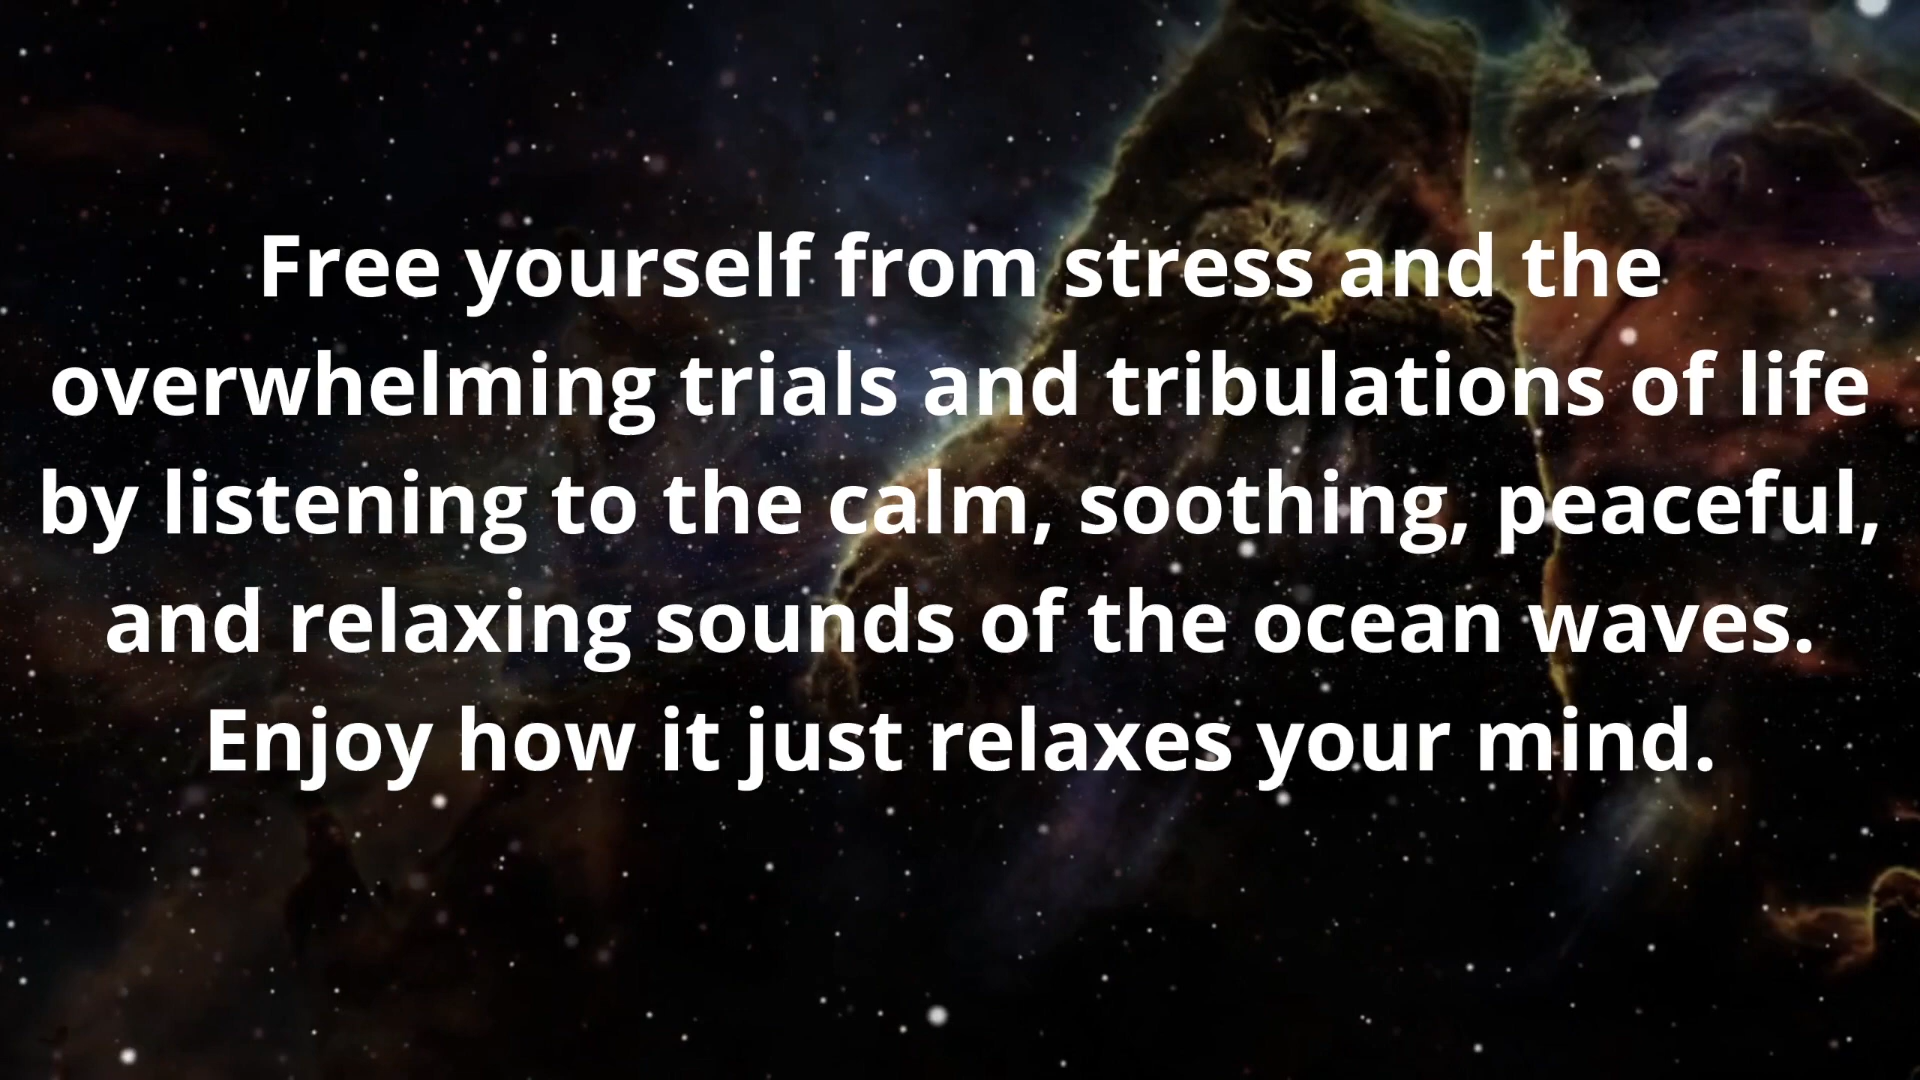 Free yourself from stress and the
overwhelming trials and tribulations of life
by listening to the calm, soothing, peaceful,
and relaxing sounds of the ocean waves.
Enjoy how it just relaxes your mind.